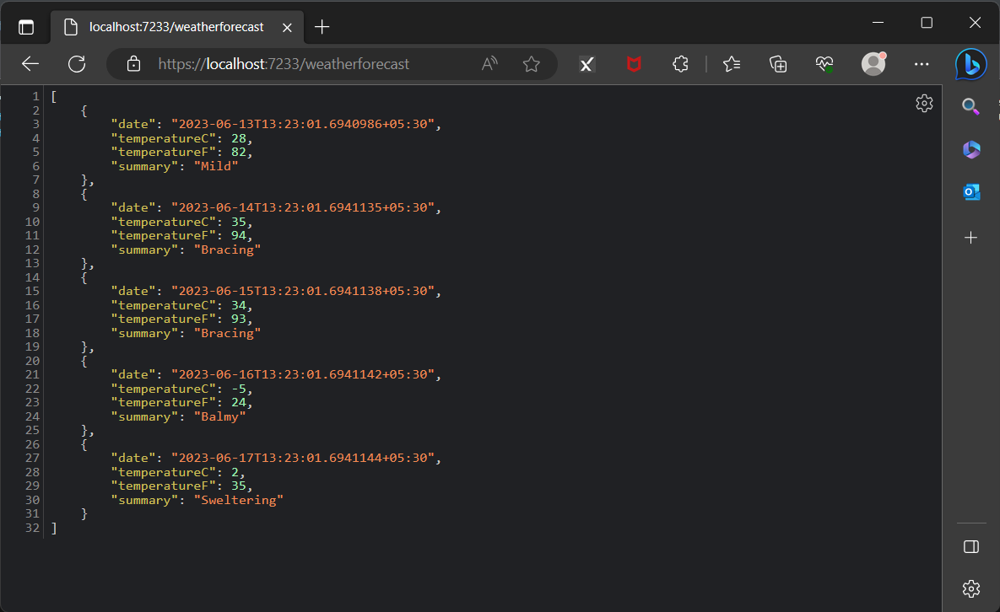 localhost:7233/weatherforecast
https://localhost:7233/weatherforecast
1 [
2     {
3         "date": "2023-06-13T13:23:01.6940986+05:30",
4         "temperatureC": 28,
5         "temperatureF": 82,
6         "summary": "Mild"
7     },
8     {
9         "date": "2023-06-14T13:23:01.6941135+05:30",
10         "temperatureC": 35,
11         "temperatureF": 94,
12         "summary": "Bracing"
13     },
14     {
15         "date": "2023-06-15T13:23:01.6941138+05:30",
16         "temperatureC": 34,
17         "temperatureF": 93,
18         "summary": "Bracing"
19     },
20     {
21         "date": "2023-06-16T13:23:01.6941142+05:30",
22         "temperatureC": -5,
23         "temperatureF": 24,
24         "summary": "Balmy"
25     },
26     {
27         "date": "2023-06-17T13:23:01.6941144+05:30",
28         "temperatureC": 2,
29         "temperatureF": 35,
30         "summary": "Sweltering"
31     }
32 ]